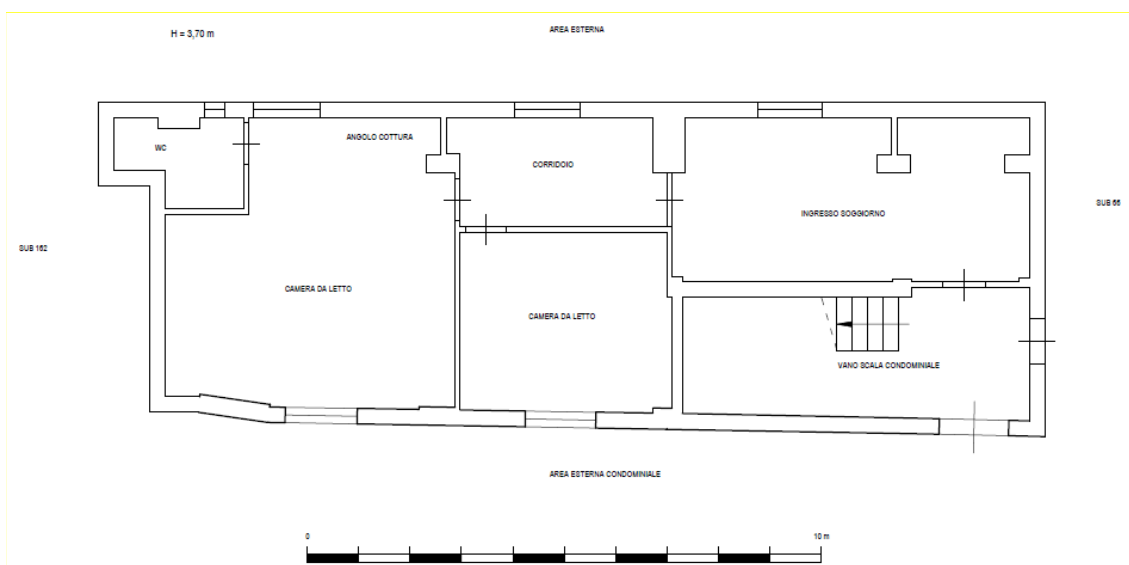 AREA ESTERNA
H = 3,70 m
ANGOLO COTTURA
WC
CORRIDOIO
SUB 66
INGRESSO SOGGIORNO
SUB 162
CAMERA DA LETTO
CAMERA DA LETTO
VANO SCALA CONDOMINIALE
AREA ESTERNA CONDOMINIALE
0
10 m